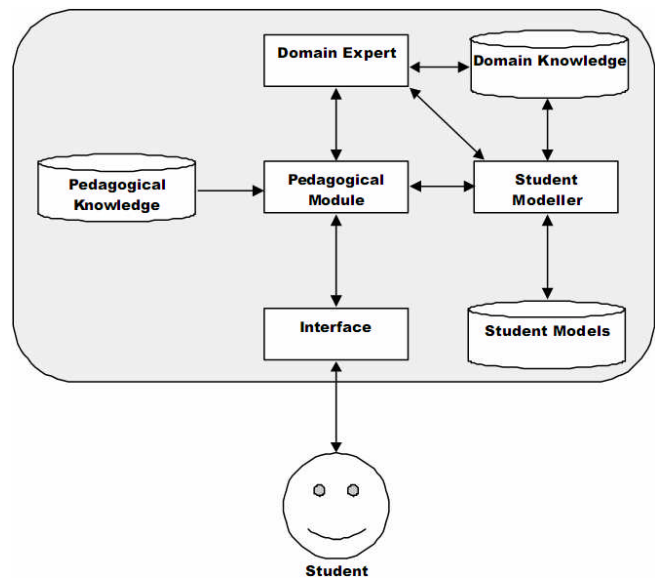 Domain Expert
Domain Knowledge
Pedagogical
Knowledge
Pedagogical
Module
Student
Modeller
Interface
Student Models
Student